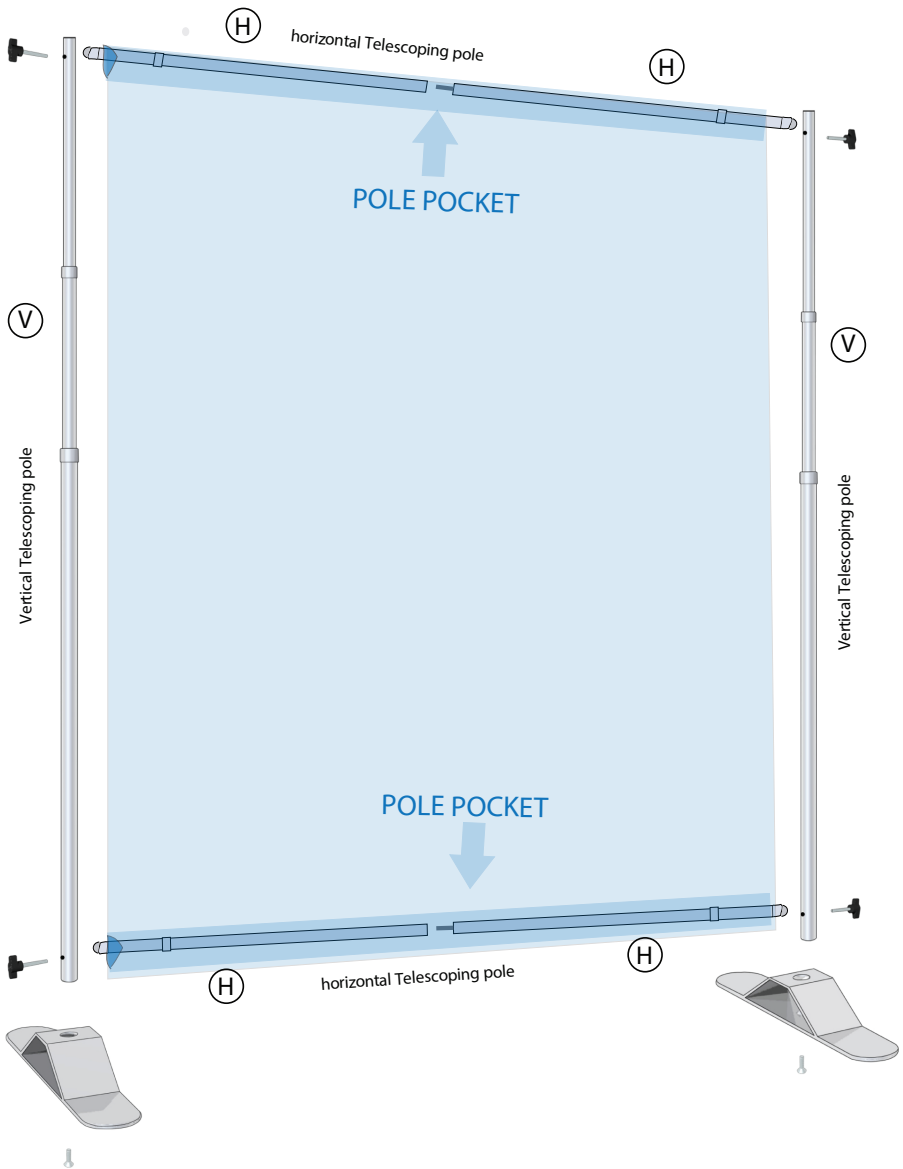 H
horizontal Telescoping pole
H
POLE POCKET
V
V
Vertical Telescoping pole
Vertical Telescoping pole
POLE POCKET
H
H
horizontal Telescoping pole